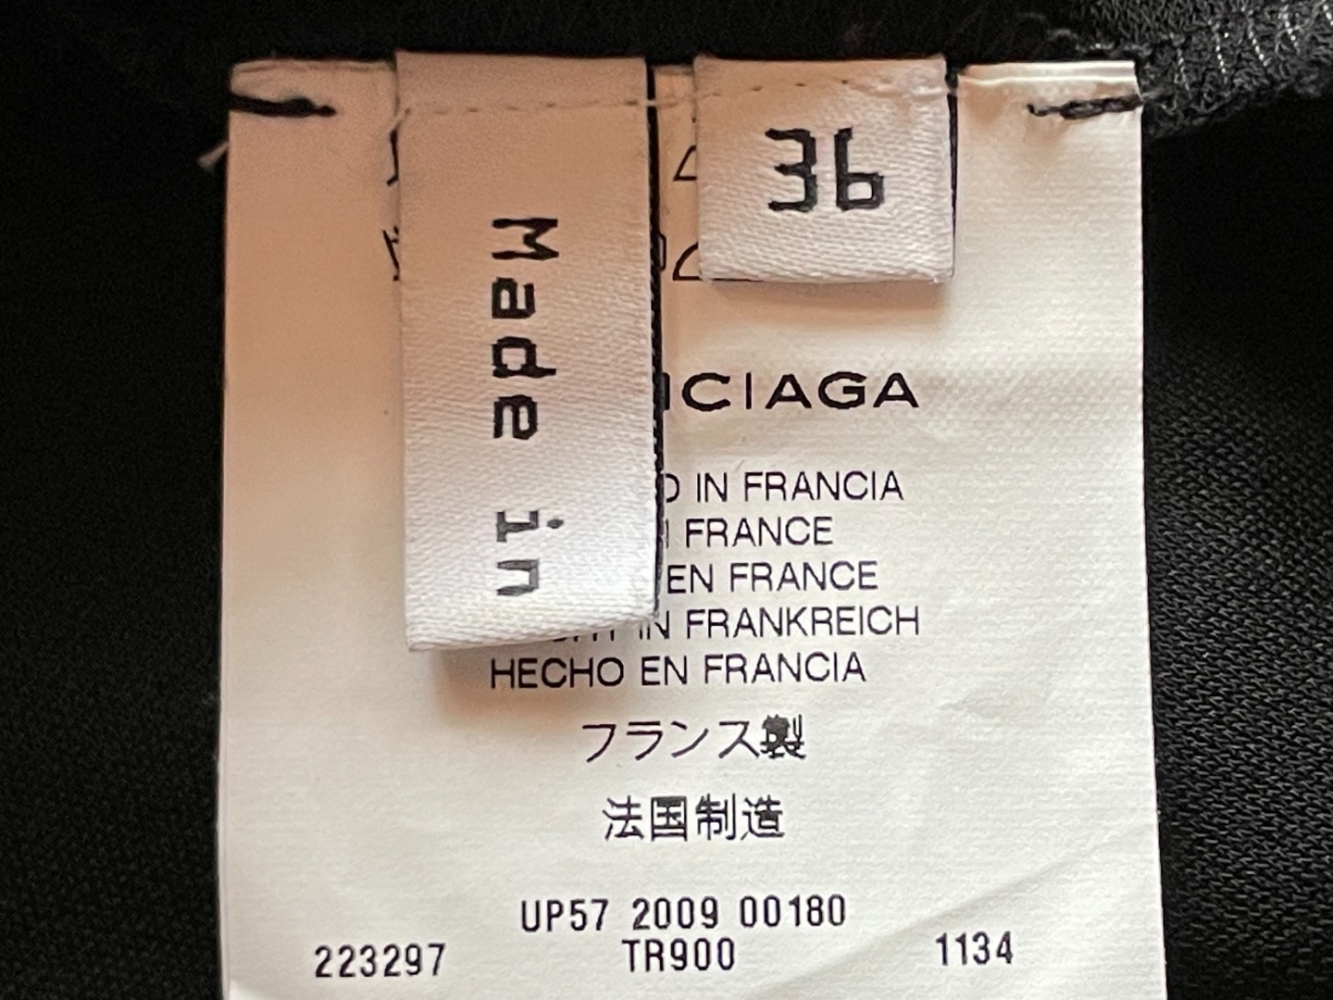 36
Made in
NCIAGA
IN FRANCIA
FRANCE
EN FRANCE
IN FRANKREICH
HECHO EN FRANCIA
フランス製
法国制造
UP57 2009 00180
223297 TR900 1134